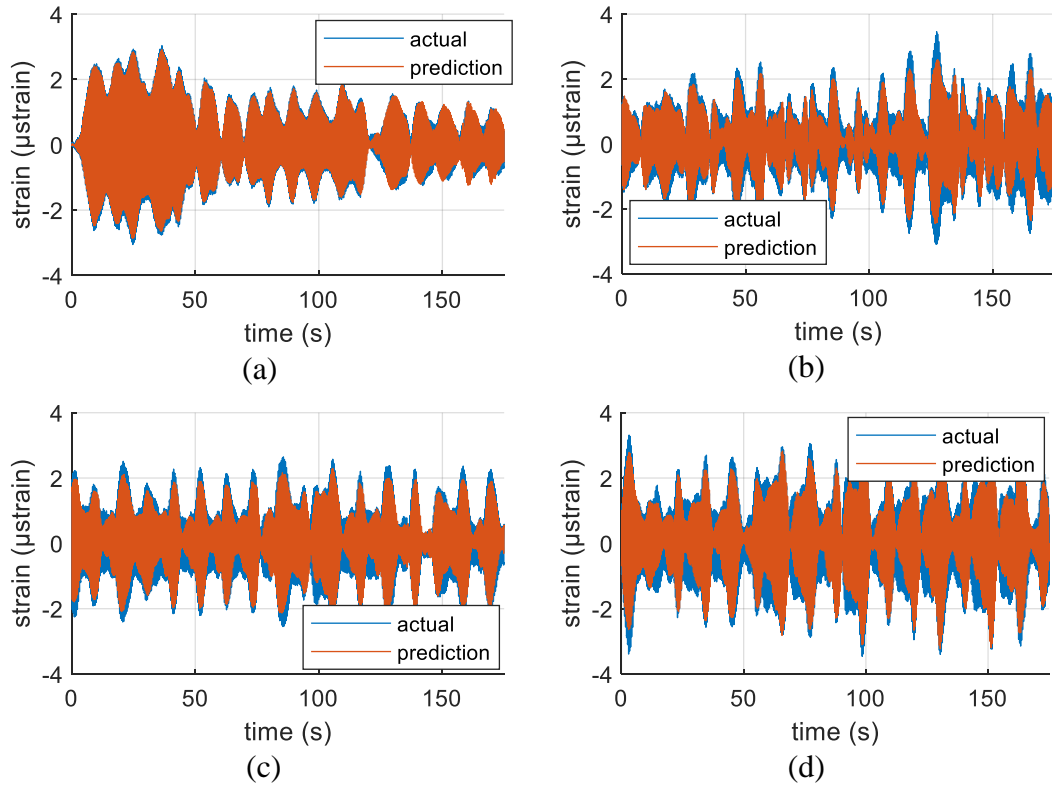 4
2
0
-2
-4
strain (µstrain)
actual
prediction
0
50
100
150
time (s)
(a)
4
2
0
-2
-4
strain (µstrain)
actual
prediction
0
50
100
150
time (s)
(b)
4
2
0
-2
-4
strain (µstrain)
actual
prediction
0
50
100
150
time (s)
(c)
4
2
0
-2
-4
strain (µstrain)
actual
prediction
0
50
100
150
time (s)
(d)